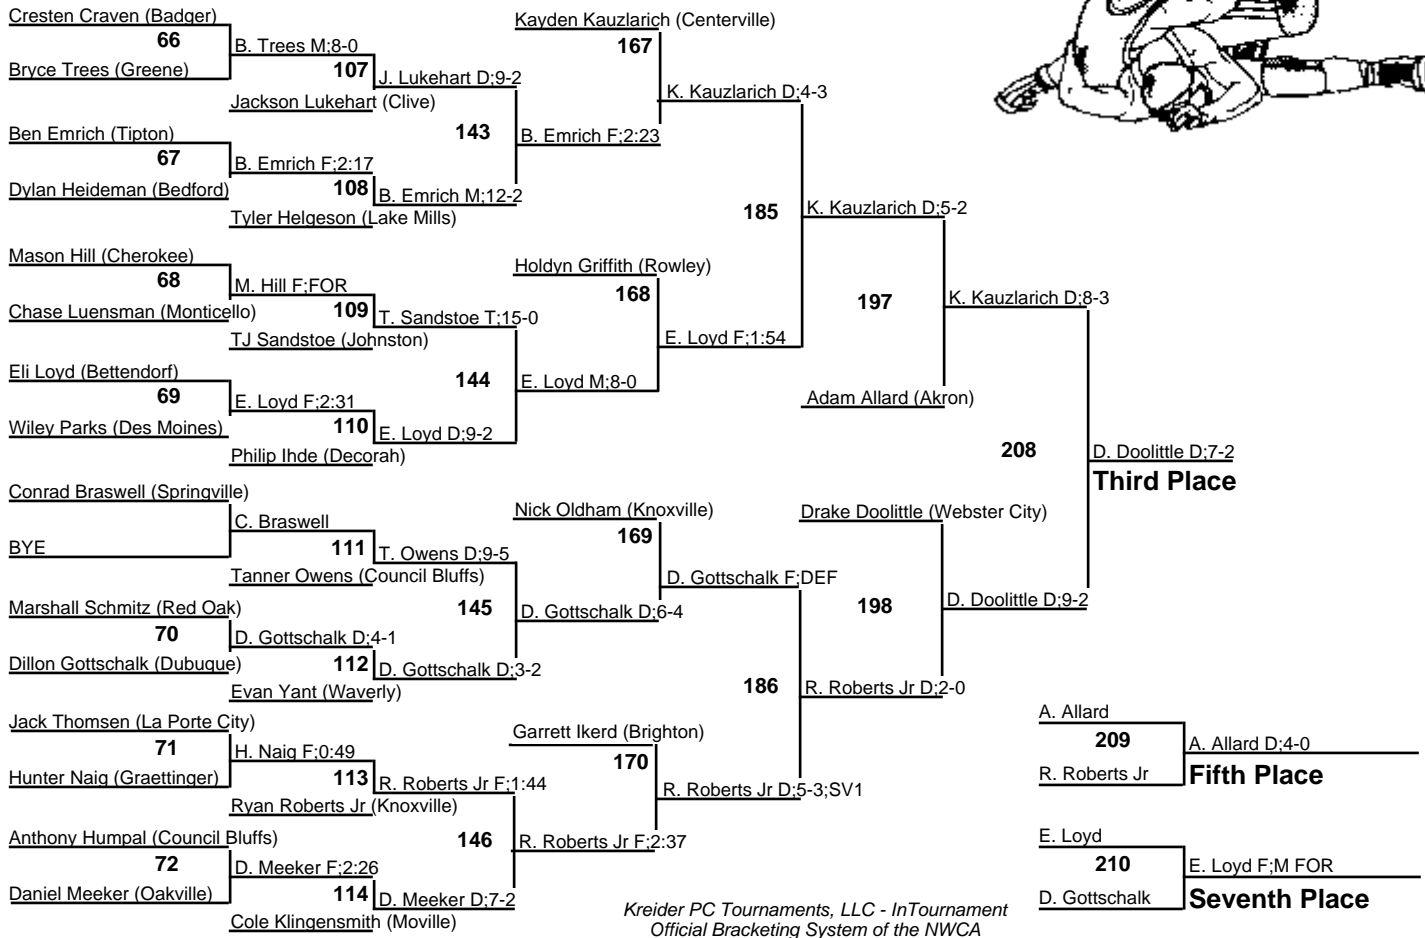 Cresten Craven (Badger)
66
Bryce Trees (Greene)
B. Trees M;8-0
107
Jackson Lukehart (Clive)
J. Lukehart D;9-2
Ben Emrich (Tipton)
67
Dylan Heideman (Bedford)
B. Emrich F;2:17
108
Tyler Helgeson (Lake Mills)
B. Emrich M;12-2
143
B. Emrich F;2:23
Kayden Kauzlarich (Centerville)
167
K. Kauzlarich D;4-3
Mason Hill (Cherokee)
68
Chase Luensman (Monticello)
M. Hill F;FOR
109
TJ Sandstoe (Johnston)
T. Sandstoe T;15-0
Eli Loyd (Bettendorf)
69
Wiley Parks (Des Moines)
E. Loyd F;2:31
110
Philip Ihde (Decorah)
E. Loyd D;9-2
144
E. Loyd M;8-0
Holdyn Griffith (Rowley)
168
E. Loyd F;1:54
185
K. Kauzlarich D;5-2
197
Adam Allard (Akron)
K. Kauzlarich D;8-3
Conrad Braswell (Springville)
BYE
C. Braswell
111
Tanner Owens (Council Bluffs)
T. Owens D;9-5
Marshall Schmitz (Red Oak)
70
Dillon Gottschalk (Dubuque)
D. Gottschalk D;4-1
112
Evan Yant (Waverly)
D. Gottschalk D;3-2
145
D. Gottschalk D;6-4
Nick Oldham (Knoxville)
169
D. Gottschalk F;DEF
Jack Thomsen (La Porte City)
71
Hunter Naig (Graettinger)
H. Naig F;0:49
113
Ryan Roberts Jr (Knoxville)
R. Roberts Jr F;1:44
Anthony Humpal (Council Bluffs)
72
Daniel Meeker (Oakville)
D. Meeker F;2:26
114
Cole Klingensmith (Moville)
D. Meeker D;7-2
146
R. Roberts Jr F;2:37
Garrett Ikerd (Brighton)
170
R. Roberts Jr D;5-3;SV1
186
R. Roberts Jr D;2-0
Drake Doolittle (Webster City)
198
D. Doolittle D;9-2
208
D. Doolittle D;7-2
Third Place
A. Allard
209
R. Roberts Jr
A. Allard D;4-0
Fifth Place
E. Loyd
210
D. Gottschalk
E. Loyd F;M FOR
Seventh Place
Kreider PC Tournaments, LLC - InTournament
Official Bracketing System of the NWCA